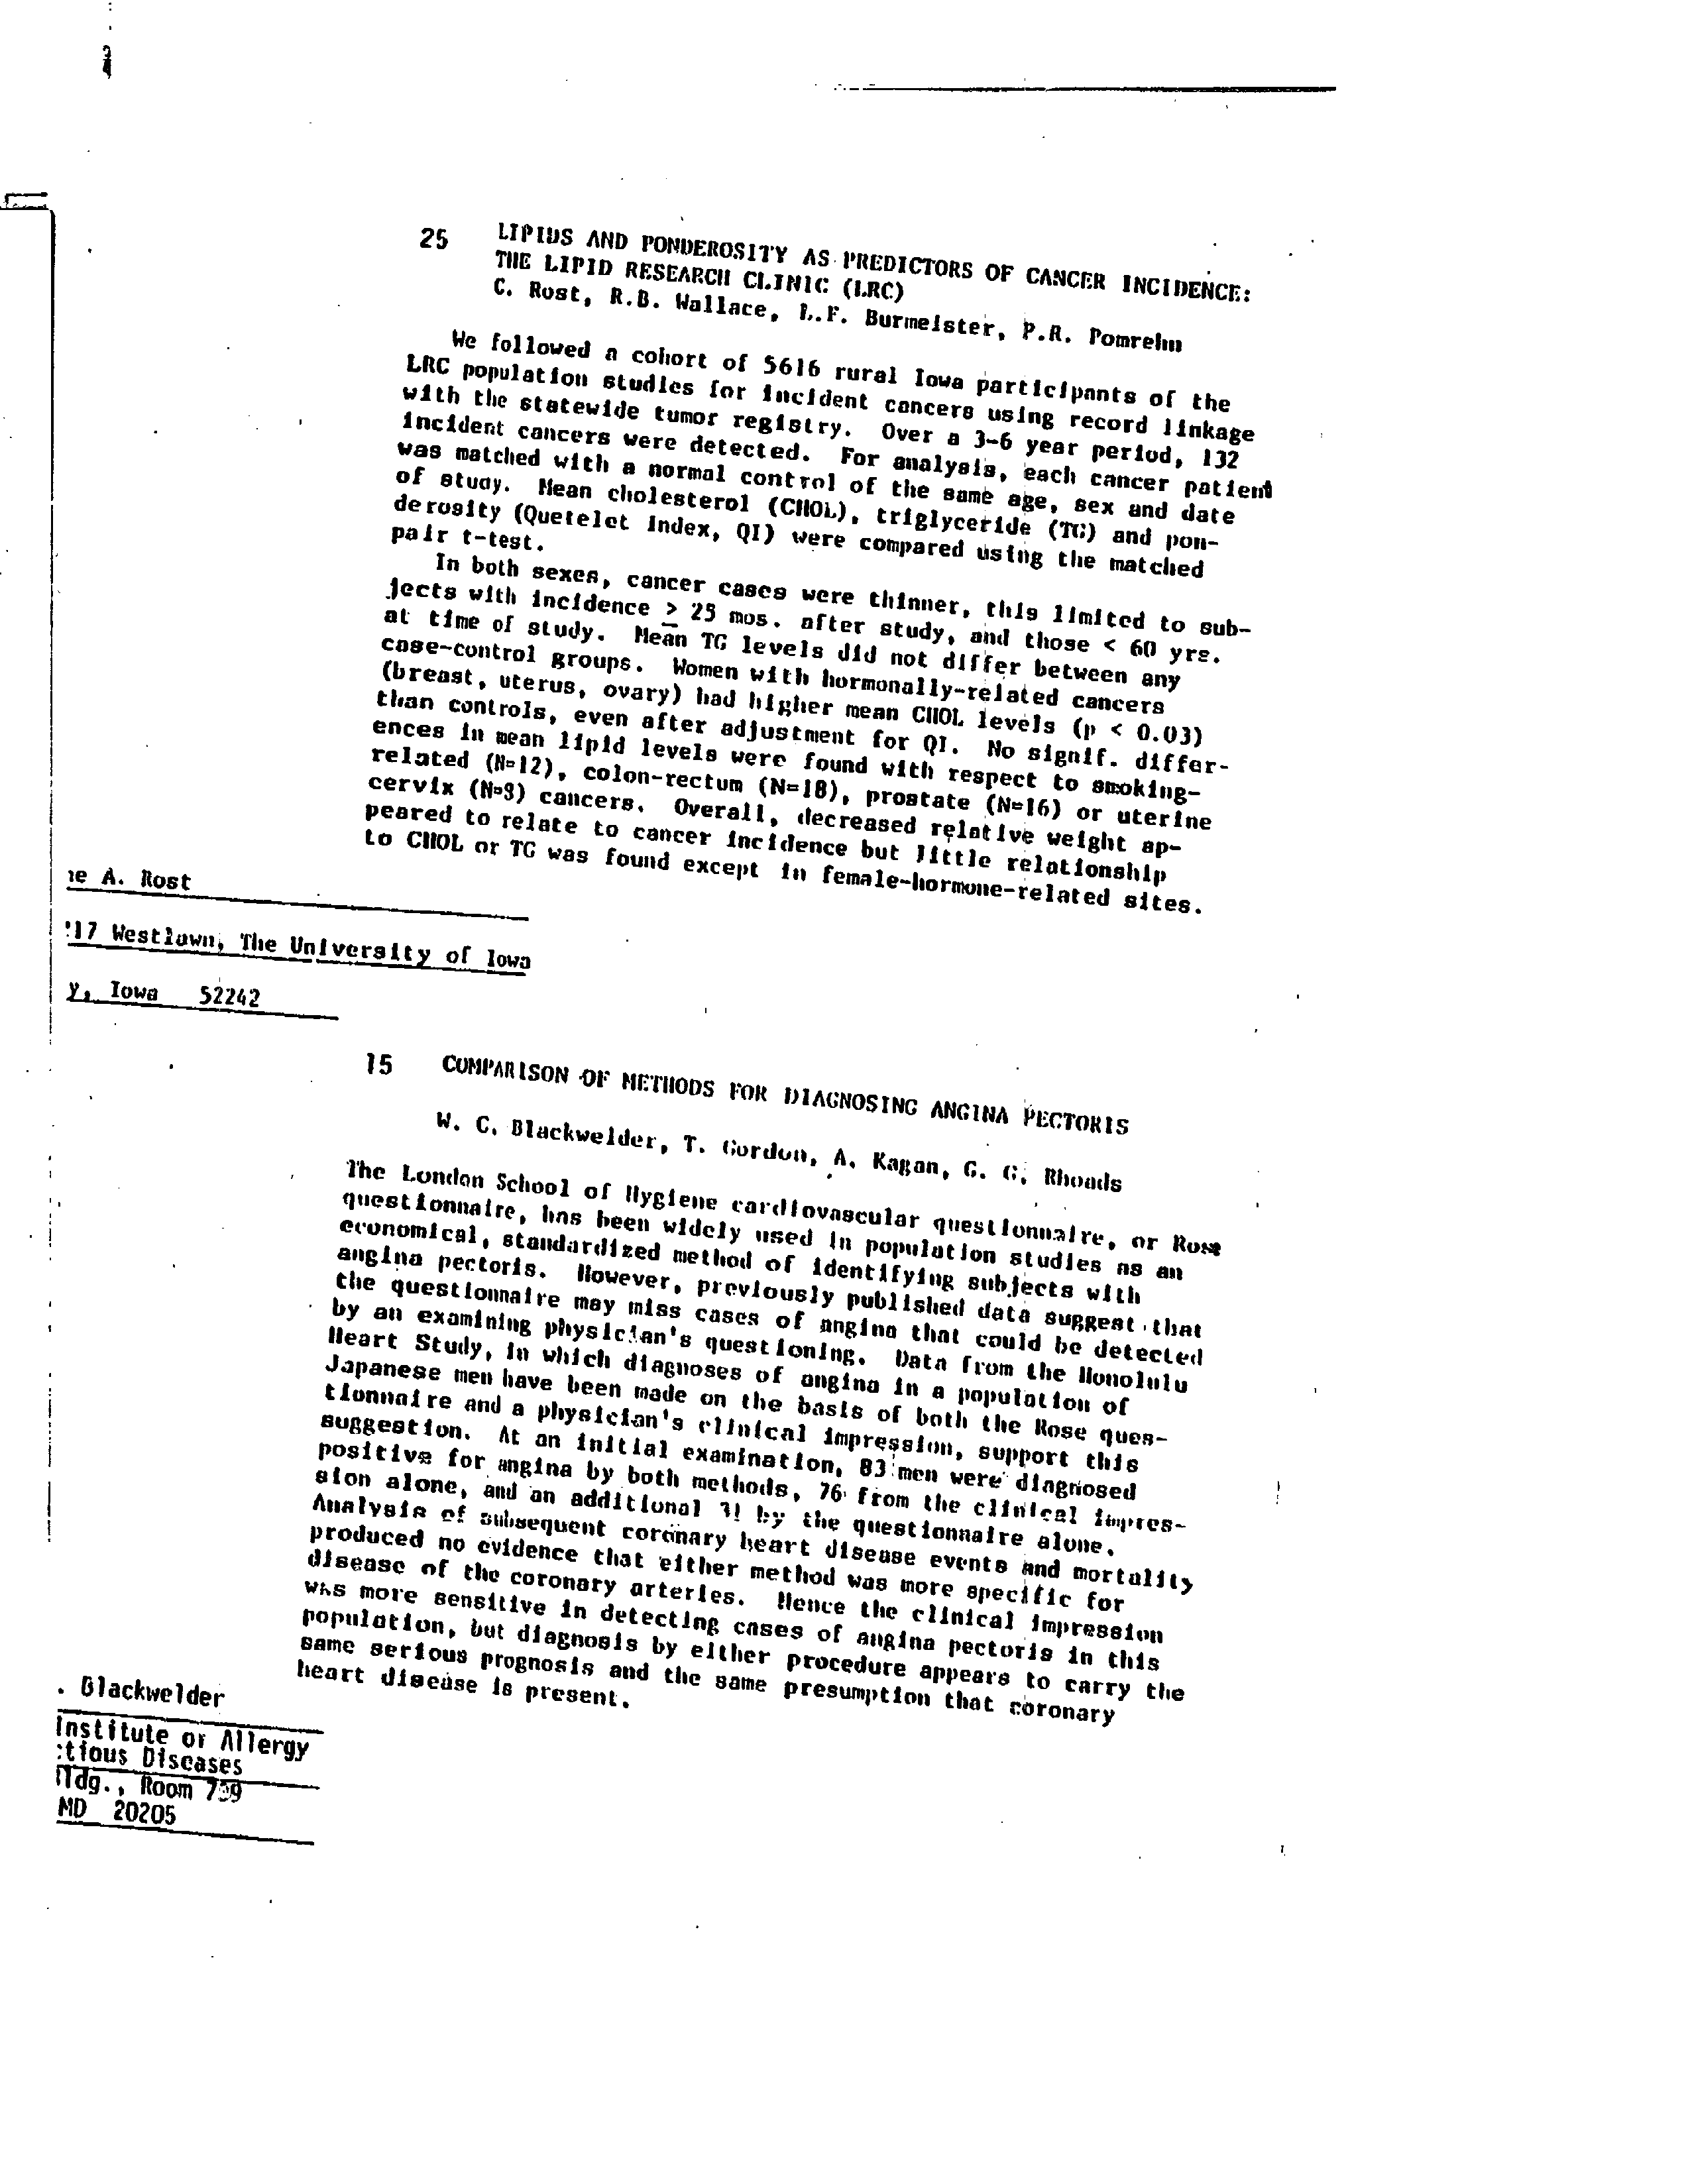 25 LIPIDS AND PONDEROSITY AS PREDICTORS OF CANCER INCIDENCE:
THE LIPID RESEARCH CLINIC (LRC)
C. Rost, R.B. Wallace, L.F. Burmeister, P.R. Pomrehn
We followed a cohort of 5616 rural Iowa participants of the
LRC population studies for incident cancers using record linkage
with the statewide tumor registry. Over a 3-6 year period, 132
incident cancers were detected. For analysis, each cancer patient
was matched with a normal control of the same age, sex and date
of study. Mean cholesterol (CHOL), triglyceride (TG) and pon-
derosity (Quetelet Index, QI) were compared using the matched
pair t-test.
In both sexes, cancer cases were thinner, this limited to sub-
jects with incidence ≥ 25 mos. after study, and those < 60 yrs.
at time of study. Mean TG levels did not differ between any
case-control groups. Women with hormonally-related cancers
(breast, uterus, ovary) had higher mean CHOL levels (p < 0.03)
than controls, even after adjustment for QI. No signif. differ-
ences in mean lipid levels were found with respect to smoking-
related (N=12), colon-rectum (N=18), prostate (N=16) or uterine
cervix cancers. Overall, decreased relative weight ap-
peared to relate to cancer incidence but little relationship
to CHOL or TG was found except in female-hormone-related sites.
ne A. Rost
17 Westlawn, The University of Iowa
y, Iowa 52242
15 COMPARISON OF METHODS FOR DIAGNOSING ANGINA PECTORIS
W. C. Blackwelder, T. Gordon, A. Kagan, G. G. Rhoads
The London School of Hygiene cardiovascular questionnaire, or Rose
questionnaire, has been widely used in population studies as an
economical, standardized method of identifying subjects with
angina pectoris. However, previously published data suggest that
the questionnaire may miss cases of angina that could be detected
by an examining physician's questioning. Data from the Honolulu
Heart Study, in which diagnoses of angina in a population of
Japanese men have been made on the basis of both the Rose ques-
tionnaire and a physician's clinical impression, support this
suggestion. At an initial examination, 83 men were diagnosed
positive for angina by both methods, 76 from the clinical impres-
sion alone, and an additional 31 by the questionnaire alone.
Analysis of subsequent coronary heart disease events and mortality
produced no evidence that either method was more specific for
disease of the coronary arteries. Hence the clinical impression
was more sensitive in detecting cases of angina pectoris in this
population, but diagnosis by either procedure appears to carry the
same serious prognosis and the same presumption that coronary
heart disease is present.
. Blackwelder
Institute of Allergy
tious Diseases
ldg., Room
MD 20205